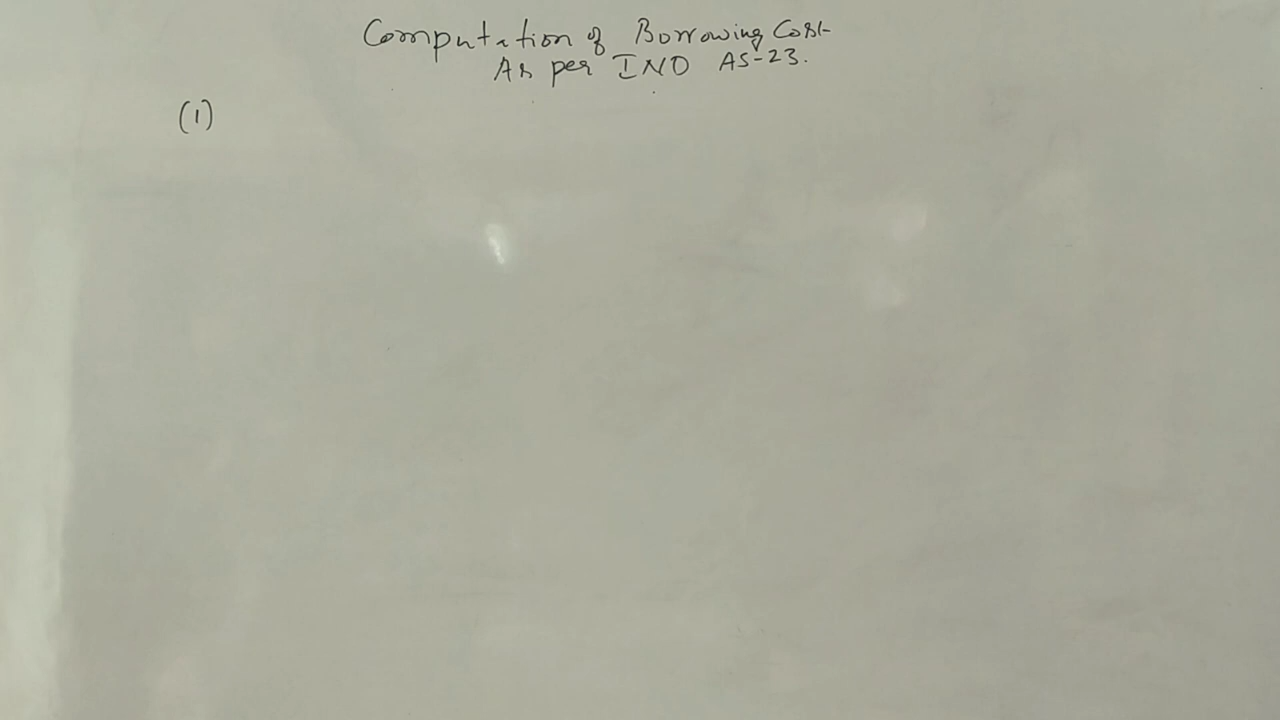 Computation of Borrowing Cost
As per IND AS-23.
(1)